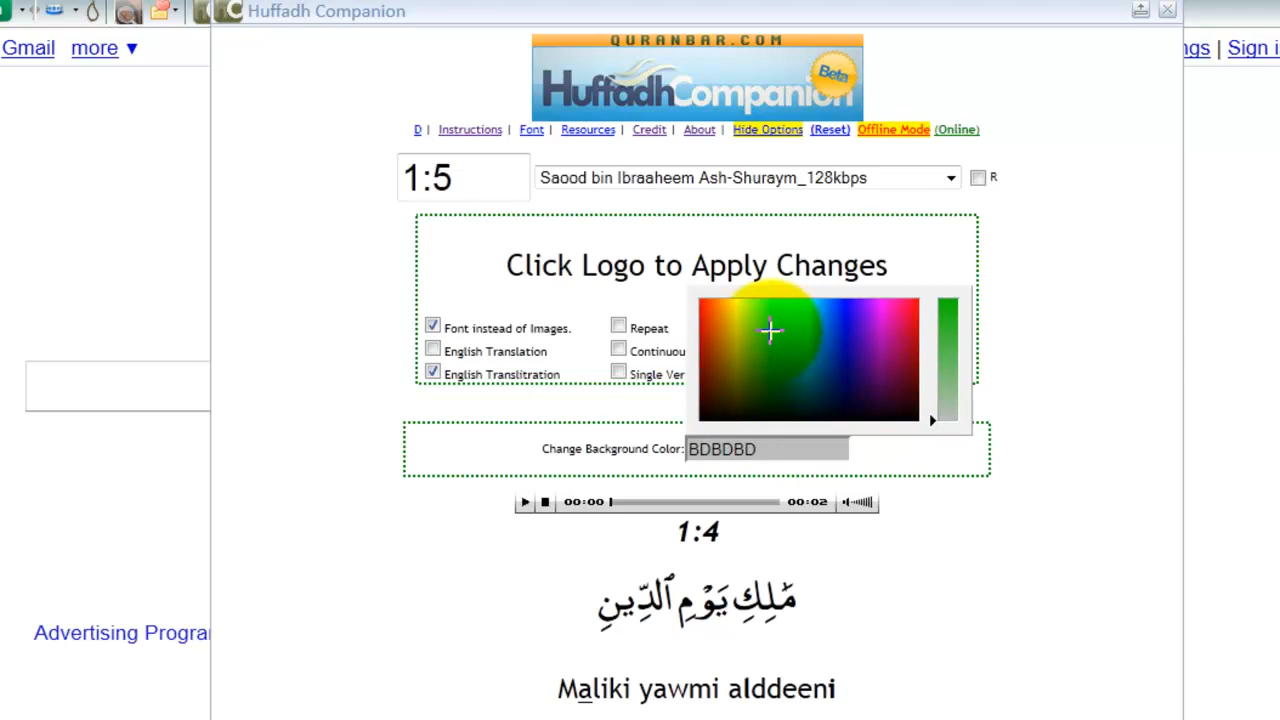 Huffadh Companion
Gmail more ▼
ngs | Sign i
QURANBAR.COM
HuffadhCompanion
Beta
D | Instructions | Font | Resources | Credit | About | Hide Options (Reset) Offline Mode (Online)
1:5
Saood bin Ibraaheem Ash-Shuraym_128kbps
R
Click Logo to Apply Changes
Font instead of Images.
Repeat
English Translation
Continuou
English Translitration
Single Ver
Change Background Color:
BDBDBD
00:00
00:02
1:4
مَٰلِكِ يَوْمِ ٱلدِّينِ
Advertising Progra
Maliki yawmi alddeeni